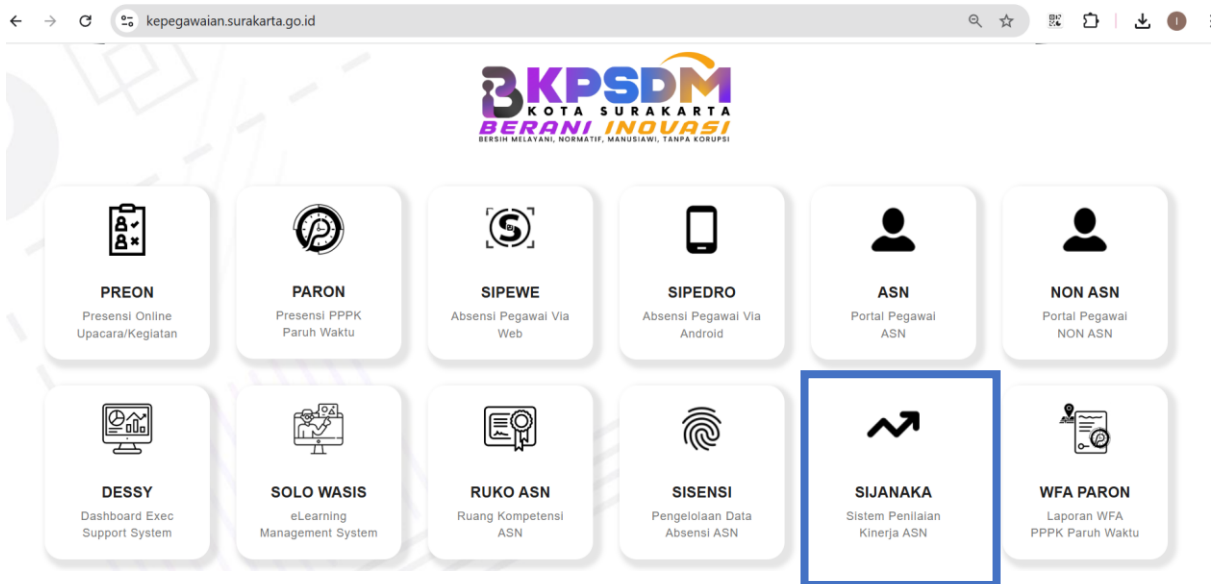 kepegawaian.surakarta.go.id
BKPSDM
KOTA SURAKARTA
BERANI INOVASI
BERSIH MELAYANI, NORMATIF, MANUSIAWI, TANPA KORUPSI
PREON
Presensi Online
Upacara/Kegiatan
PARON
Presensi PPPK
Paruh Waktu
SIPEWE
Absensi Pegawai Via
Web
SIPEDRO
Absensi Pegawai Via
Android
ASN
Portal Pegawai
ASN
NON ASN
Portal Pegawai
NON ASN
DESSY
Dashboard Exec
Support System
SOLO WASIS
eLearning
Management System
RUKO ASN
Ruang Kompetensi
ASN
SISENSI
Pengelolaan Data
Absensi ASN
SIJANAKA
Sistem Penilaian
Kinerja ASN
WFA PARON
Laporan WFA
PPPK Paruh Waktu